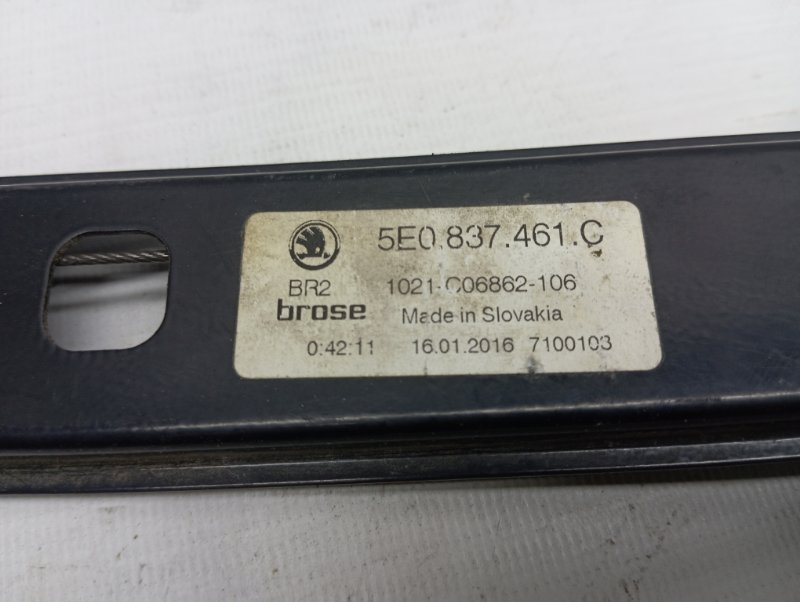 5E0.837.461.C
BR2 1021-C06862-106
brose Made in Slovakia
0:42:11 16.01.2016 7100103